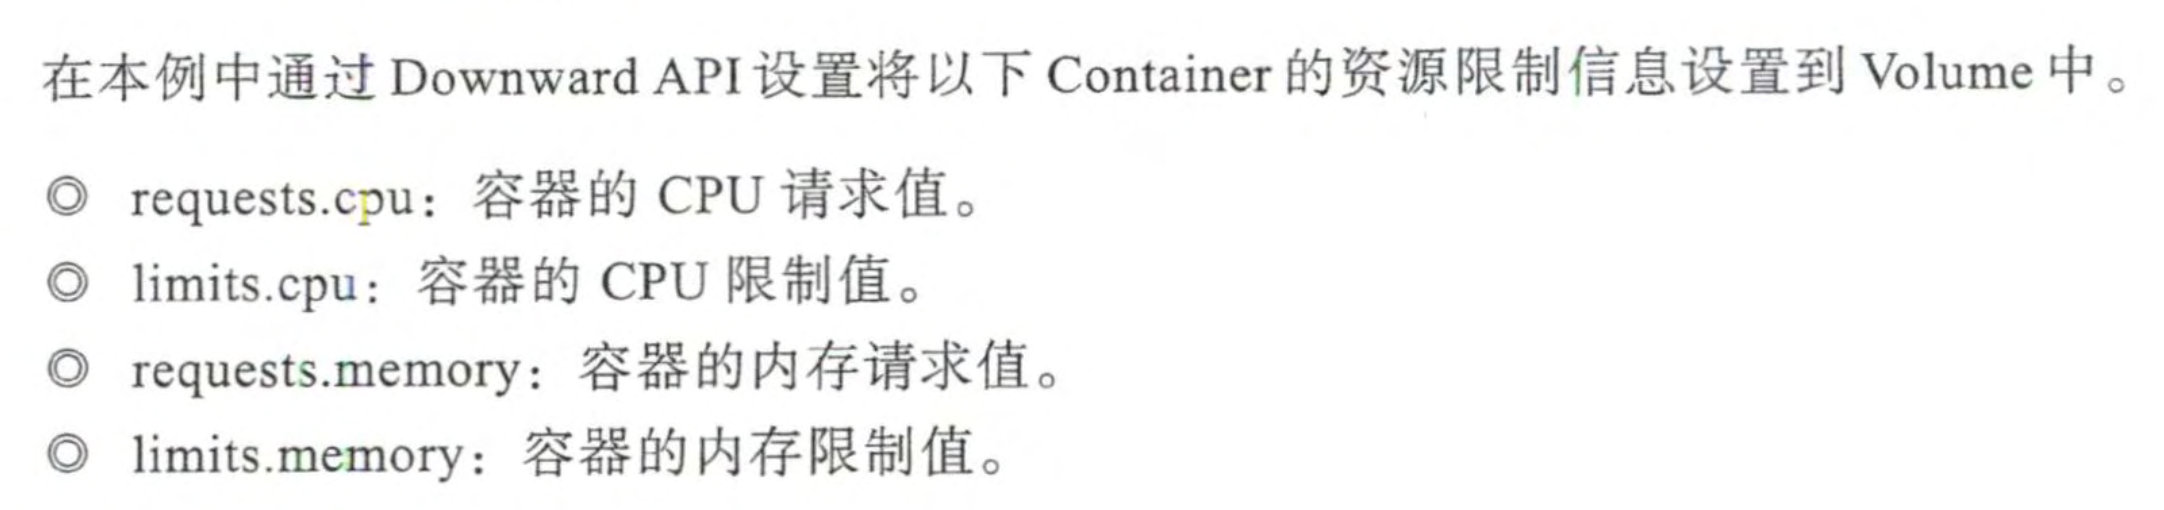 在本例中通过 Downward API 设置将以下 Container 的资源限制信息设置到 Volume 中。
◎ requests.cpu：容器的 CPU 请求值。
◎ limits.cpu：容器的 CPU 限制值。
◎ requests.memory：容器的内存请求值。
◎ limits.memory：容器的内存限制值。